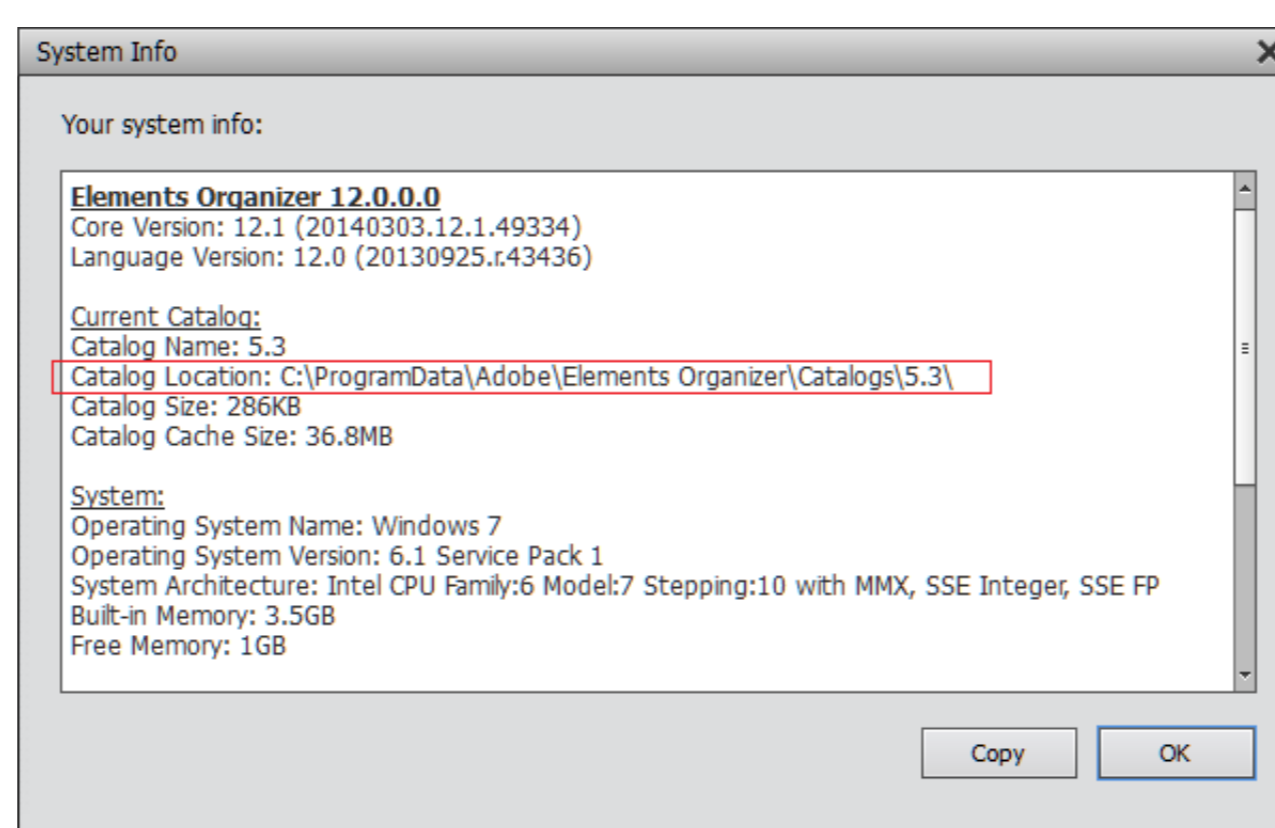 System Info
Your system info:
Elements Organizer 12.0.0.0
Core Version: 12.1 (20140303.12.1.49334)
Language Version: 12.0 (20130925.r.43436)
Current Catalog:
Catalog Name: 5.3
Catalog Location: C:\ProgramData\Adobe\Elements Organizer\Catalogs\5.3\
Catalog Size: 286KB
Catalog Cache Size: 36.8MB
System:
Operating System Name: Windows 7
Operating System Version: 6.1 Service Pack 1
System Architecture: Intel CPU Family:6 Model:7 Stepping:10 with MMX, SSE Integer, SSE FP
Built-in Memory: 3.5GB
Free Memory: 1GB
Copy OK